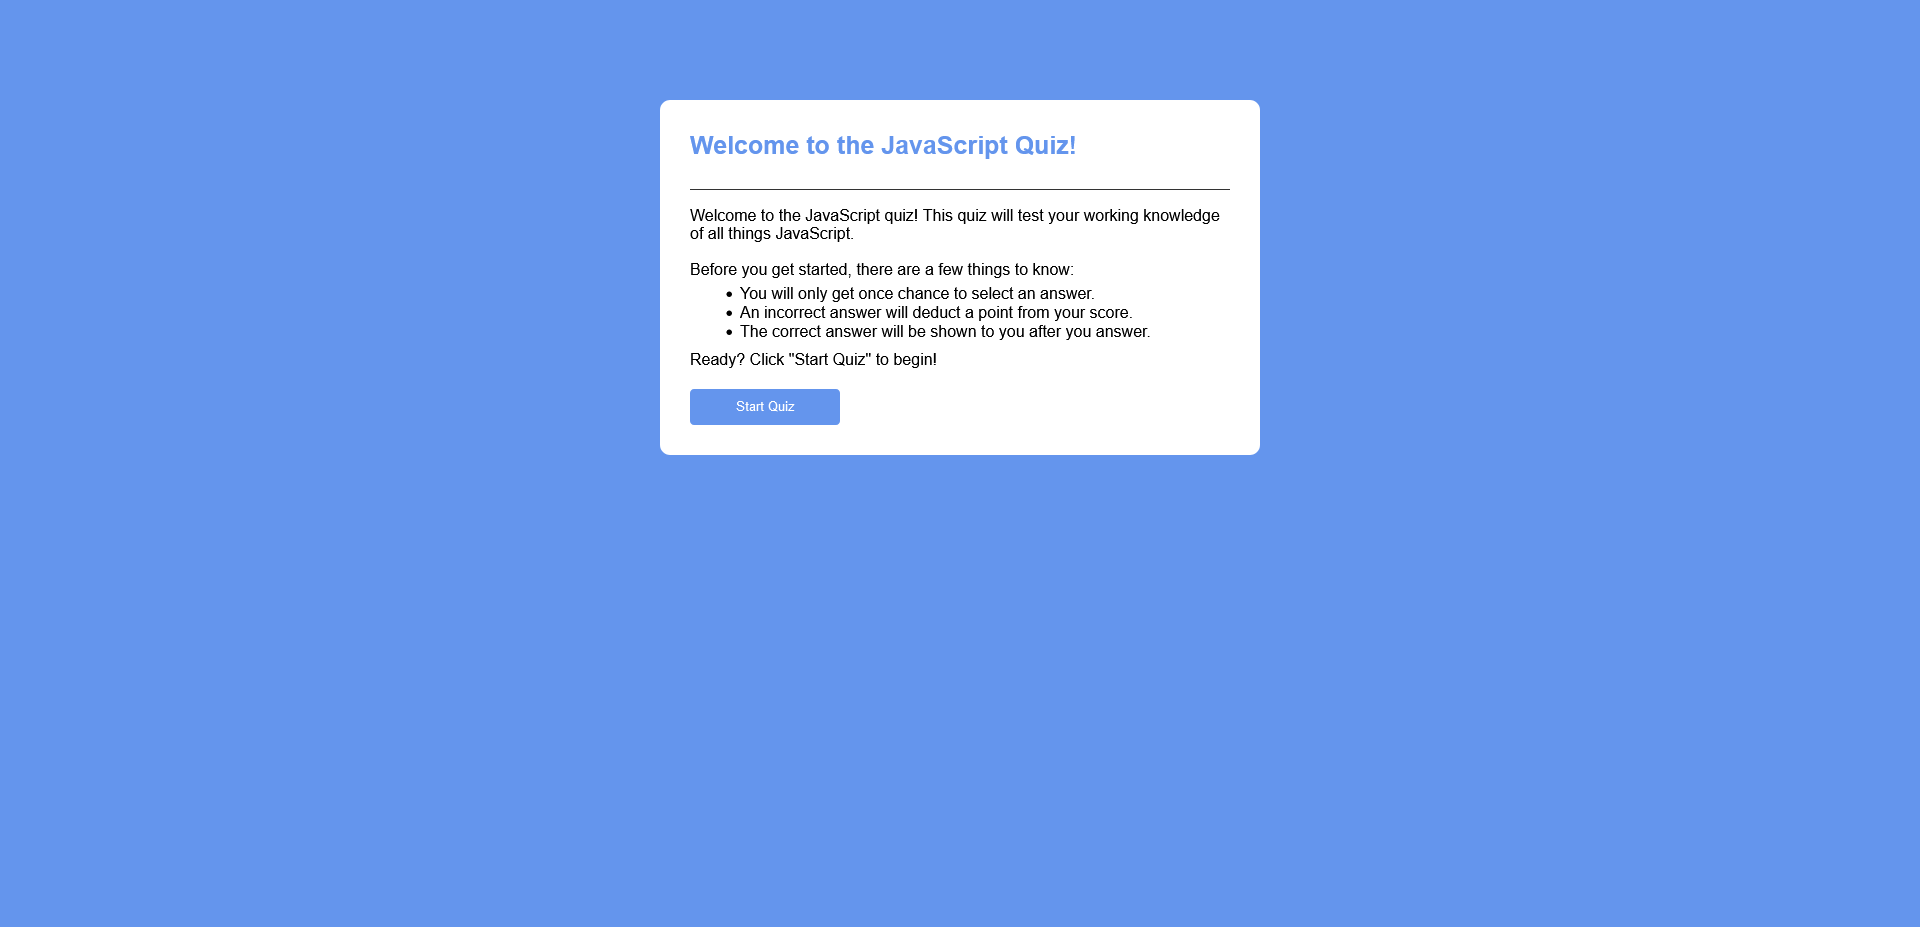 Welcome to the JavaScript Quiz!
Welcome to the JavaScript quiz! This quiz will test your working knowledge
of all things JavaScript.
Before you get started, there are a few things to know:
• You will only get once chance to select an answer.
• An incorrect answer will deduct a point from your score.
• The correct answer will be shown to you after you answer.
Ready? Click "Start Quiz" to begin!
Start Quiz